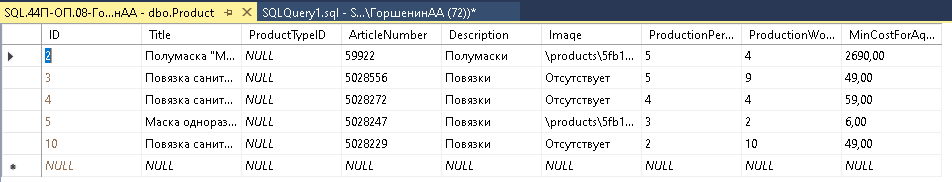 SQL.44П-ОП.08-Го...нАА - dbo.Product SQLQuery1.sql - S...\ГоршенинАА (72))*
ID Title ProductTypeID ArticleNumber Description Image ProductionPer... ProductionWo... MinCostForAg...
2 Полумаска "М... NULL 59922 Полумаски \products\5fb1... 5 4 2690,00
3 Повязка санит... NULL 5028556 Повязки Отсутствует 5 9 49,00
4 Повязка санит... NULL 5028272 Повязки Отсутствует 4 4 59,00
5 Маска однораз... NULL 5028247 Повязки \products\5fb1... 3 2 6,00
10 Повязка санит... NULL 5028229 Повязки Отсутствует 2 10 49,00
NULL NULL NULL NULL NULL NULL NULL NULL NULL